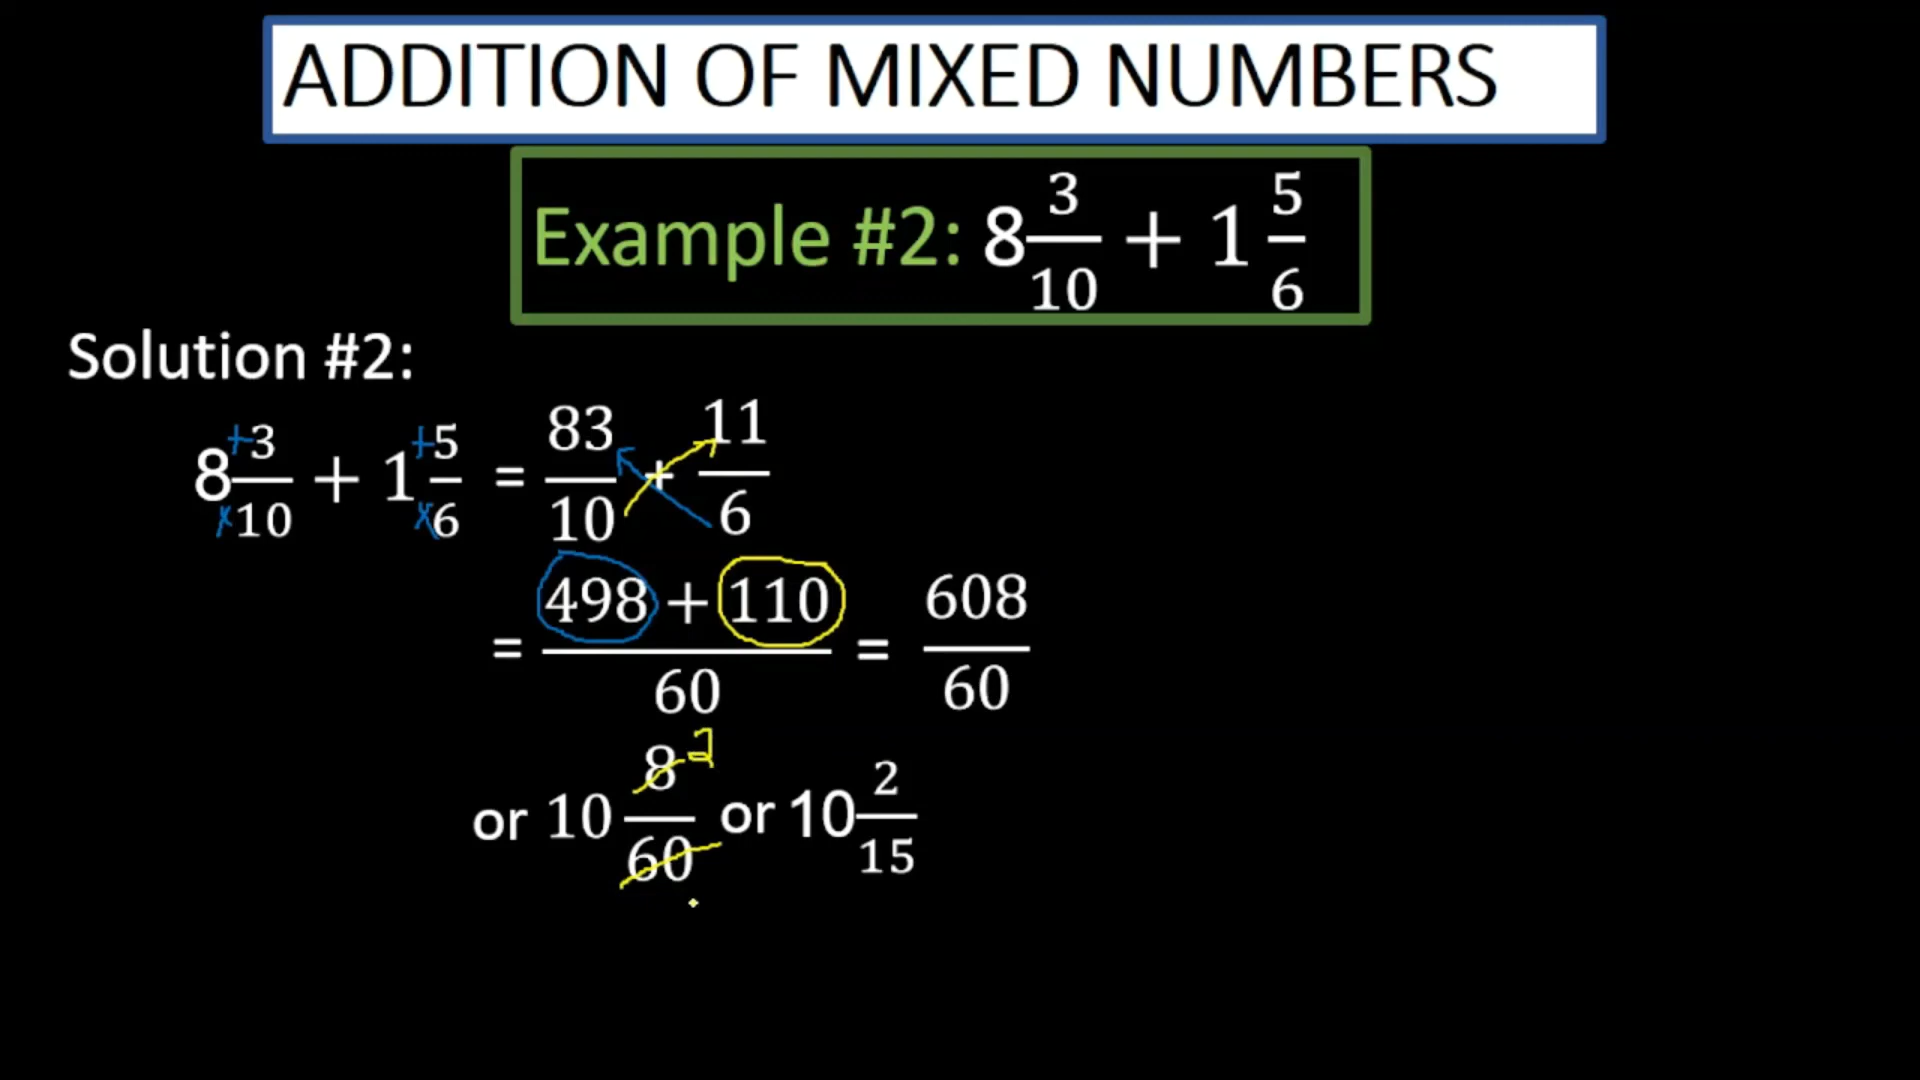 ADDITION OF MIXED NUMBERS
Example #2: 8 3/10 + 1 5/6
Solution #2:
8 +3/×10 + 1 +5/×6 = 83/10 + 11/6
= 498 + 110/60 = 608/60
or 10 8/60 2 or 10 2/15